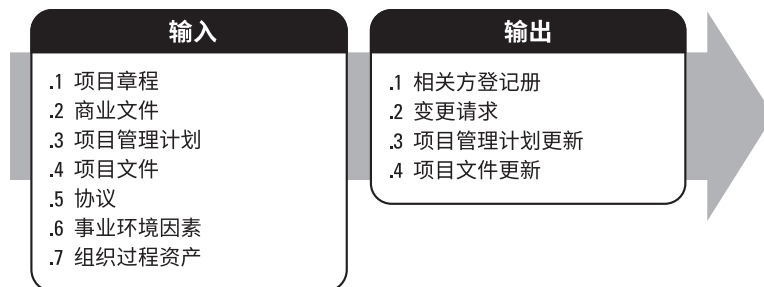 输入
.1 项目章程
.2 商业文件
.3 项目管理计划
.4 项目文件
.5 协议
.6 事业环境因素
.7 组织过程资产
输出
.1 相关方登记册
.2 变更请求
.3 项目管理计划更新
.4 项目文件更新